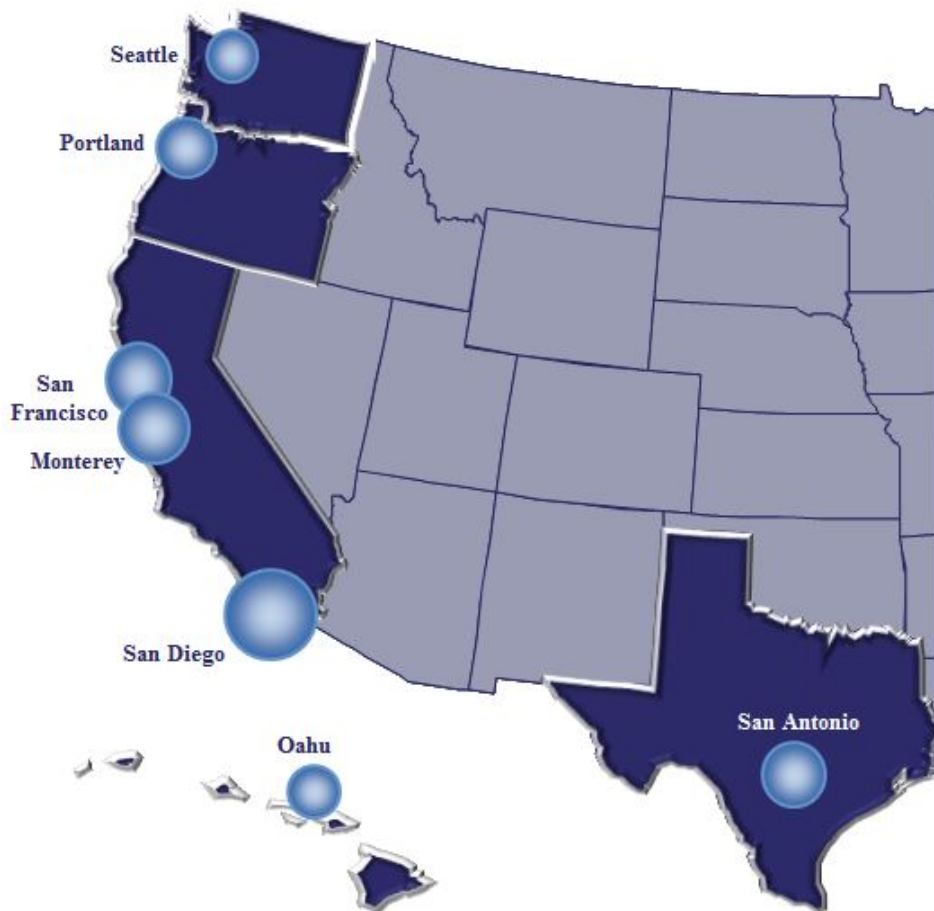 Seattle
Portland
San
Francisco
Monterey
San Diego
San Antonio
Oahu